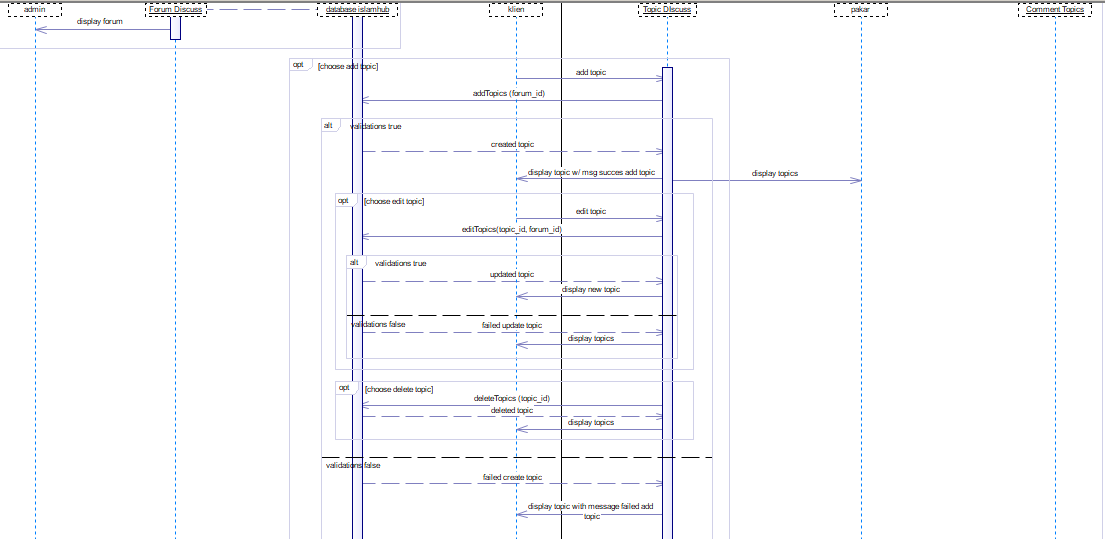 admin
Forum Discuss
database islamhub
klien
Topic DIscuss
pakar
Comment Topics
display forum
opt
[choose add topic]
add topic
addTopics (forum_id)
alt
validations true
created topic
display topic w/ msg succes add topic
display topics
opt
[choose edit topic]
edit topic
editTopics(topic_id, forum_id)
alt
validations true
updated topic
display new topic
validations false
failed update topic
display topics
opt
[choose delete topic]
deleteTopics (topic_id)
deleted topic
display topics
validations false
failed create topic
display topic with message failed add
topic